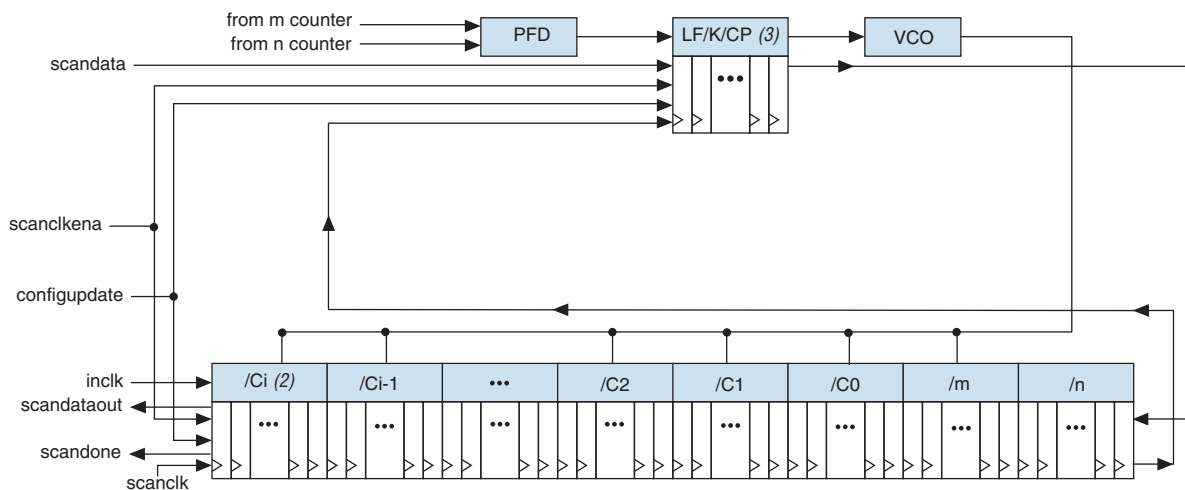 from m counter
from n counter
PFD
LF/K/CP (3)
VCO
scandata
•••
scanclkena
configupdate
inclk
/Ci (2)
/Ci-1
•••
/C2
/C1
/C0
/m
/n
scandataout
••• ••• ••• ••• ••• ••• ••• •••
scandone
scanclk